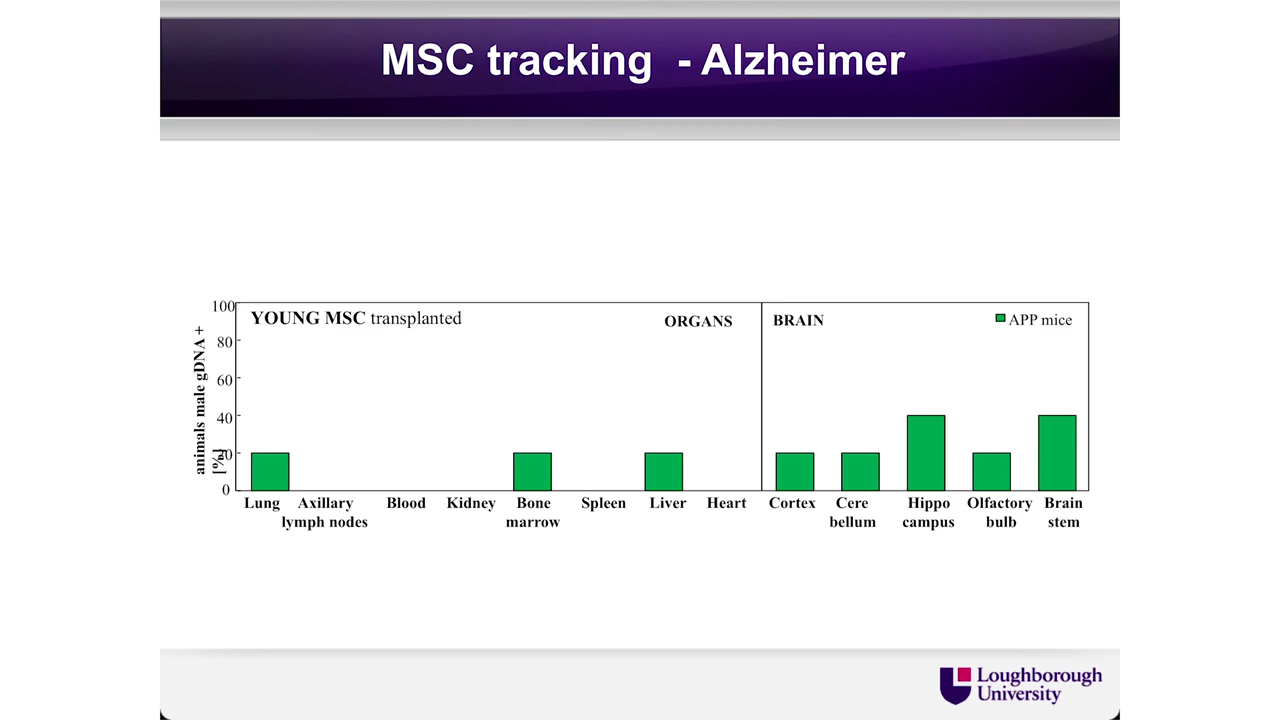 MSC tracking - Alzheimer
animals male gDNA +
[%]
100
80
60
40
20
0
YOUNG MSC transplanted
ORGANS
BRAIN
APP mice
Lung Axillary Blood Kidney Bone Spleen Liver Heart Cortex Cere Hippo Olfactory Brain
lymph nodes marrow bellum campus bulb stem
Loughborough
University